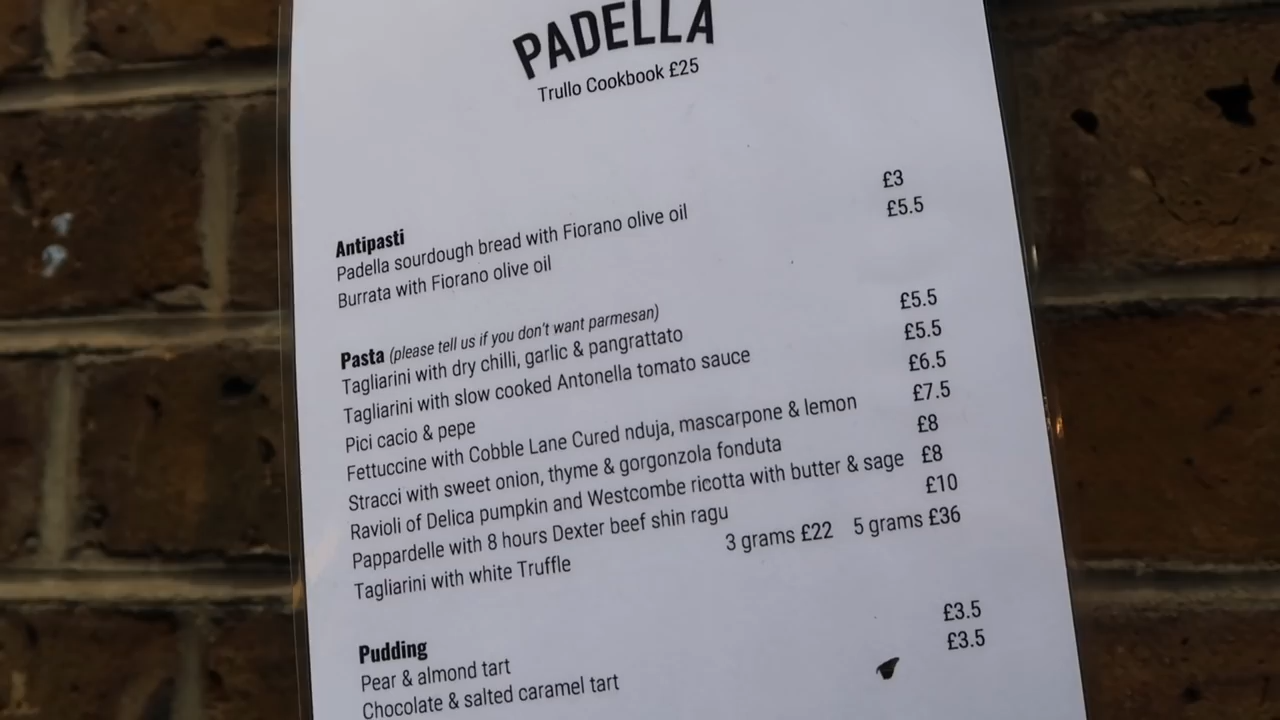 PADELLA
Trullo Cookbook £25
Antipasti
Padella sourdough bread with Fiorano olive oil £3
Burrata with Fiorano olive oil £5.5
Pasta (please tell us if you don't want parmesan)
Tagliarini with dry chilli, garlic & pangrattato £5.5
Tagliarini with slow cooked Antonella tomato sauce £5.5
Pici cacio & pepe £6.5
Fettuccine with Cobble Lane Cured nduja, mascarpone & lemon £7.5
Stracci with sweet onion, thyme & gorgonzola fonduta £8
Ravioli of Delica pumpkin and Westcombe ricotta with butter & sage £8
Pappardelle with 8 hours Dexter beef shin ragu £10
Tagliarini with white Truffle 3 grams £22 5 grams £36
Pudding
Pear & almond tart £3.5
Chocolate & salted caramel tart £3.5